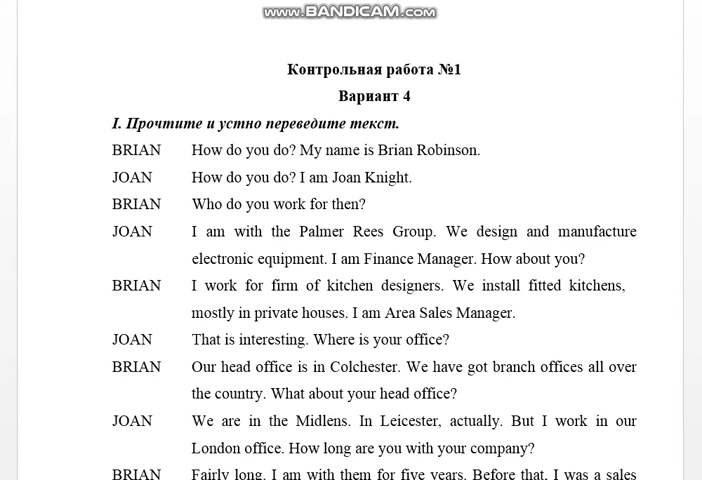 www.BANDICAM.com
Контрольная работа №1
Вариант 4
I. Прочтите и устно переведите текст.
BRIAN How do you do? My name is Brian Robinson.
JOAN How do you do? I am Joan Knight.
BRIAN Who do you work for then?
JOAN I am with the Palmer Rees Group. We design and manufacture
electronic equipment. I am Finance Manager. How about you?
BRIAN I work for firm of kitchen designers. We install fitted kitchens,
mostly in private houses. I am Area Sales Manager.
JOAN That is interesting. Where is your office?
BRIAN Our head office is in Colchester. We have got branch offices all over
the country. What about your head office?
JOAN We are in the Midlens. In Leicester, actually. But I work in our
London office. How long are you with your company?
BRIAN Fairly long. I am with them for five years. Before that, I was a sales